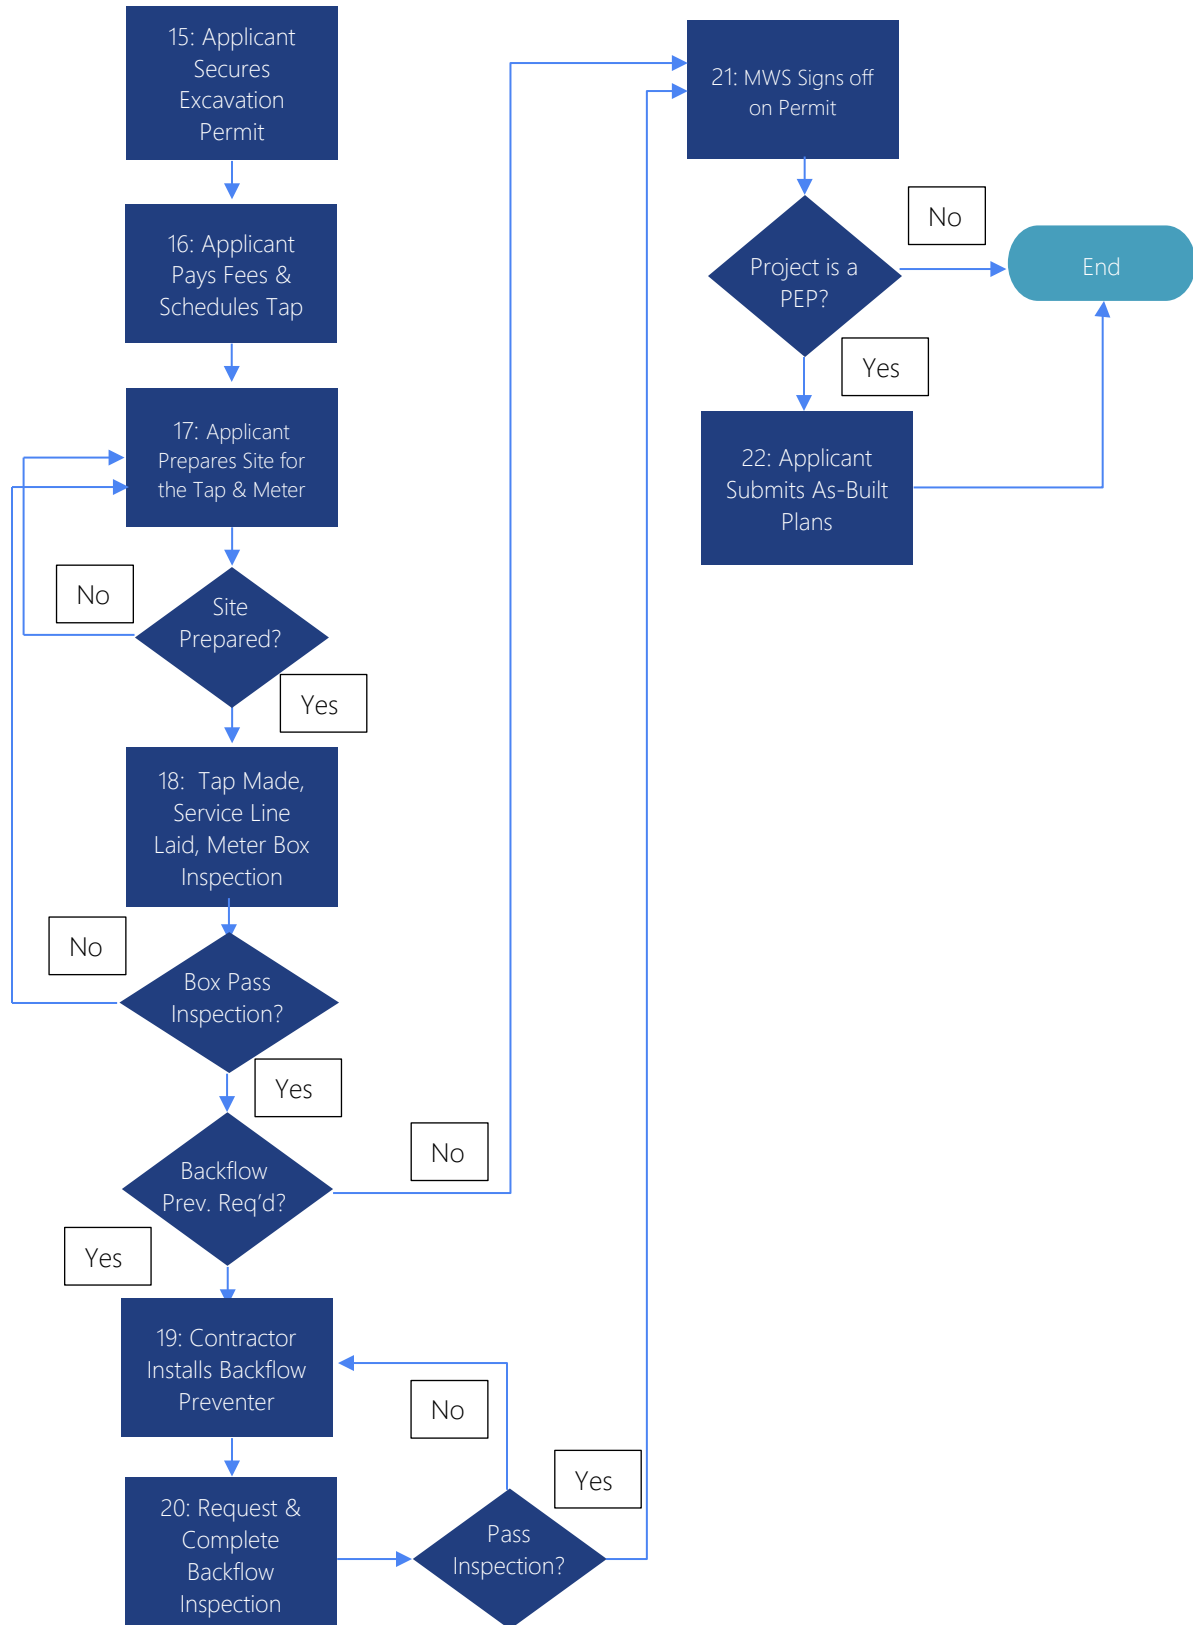 15: Applicant
Secures
Excavation
Permit
16: Applicant
Pays Fees &
Schedules Tap
17: Applicant
Prepares Site for
the Tap & Meter
No
Site
Prepared?
Yes
18: Tap Made,
Service Line
Laid, Meter Box
Inspection
No
Box Pass
Inspection?
Yes
Backflow
Prev. Req’d?
No
Yes
19: Contractor
Installs Backflow
Preventer
No
20: Request &
Complete
Backflow
Inspection
Pass
Inspection?
Yes
21: MWS Signs off
on Permit
No
Project is a
PEP?
End
Yes
22: Applicant
Submits As-Built
Plans